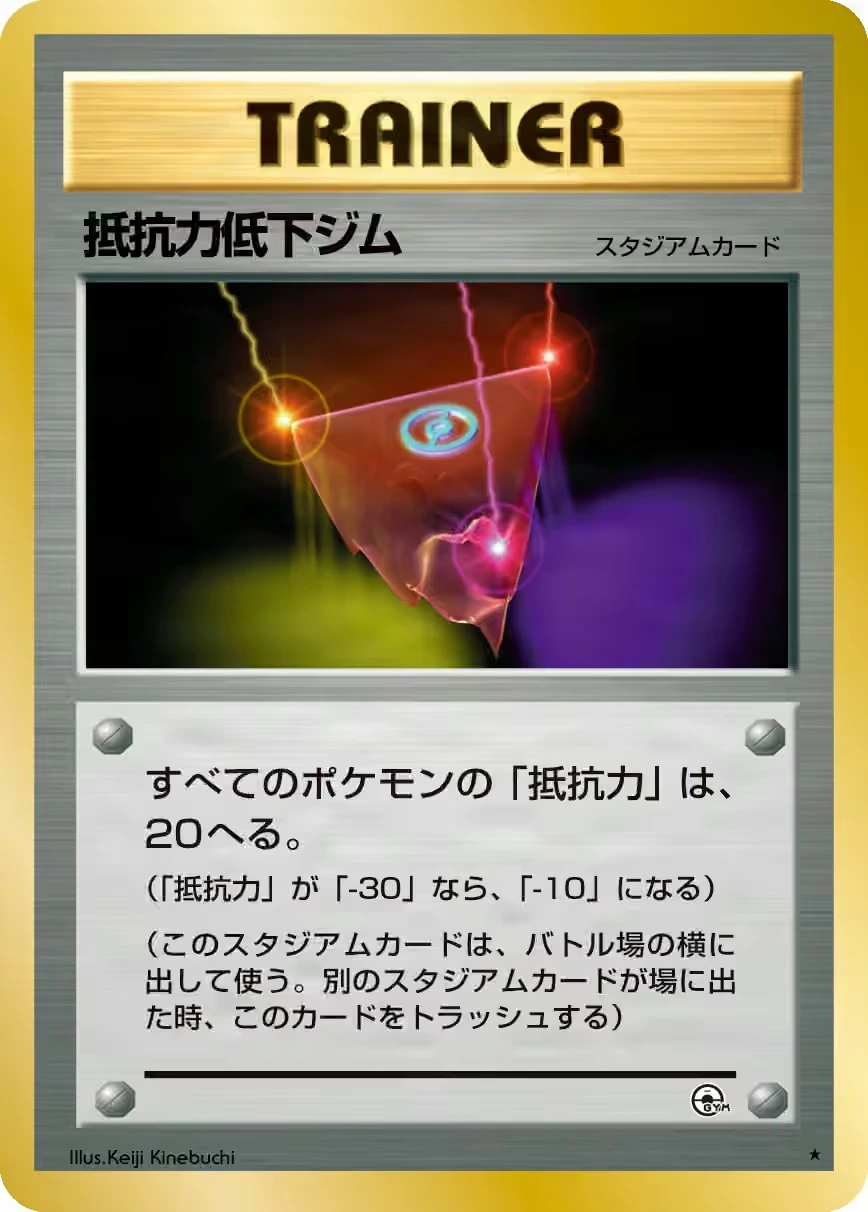 TRAINER
抵抗力低下ジム
スタジアムカード
すべてのポケモンの「抵抗力」は、
20へる。
（「抵抗力」が「-30」なら、「-10」になる）
（このスタジアムカードは、バトル場の横に
出して使う。別のスタジアムカードが場に出
た時、このカードをトラッシュする）
GYM
Illus.Keiji Kinebuchi
★